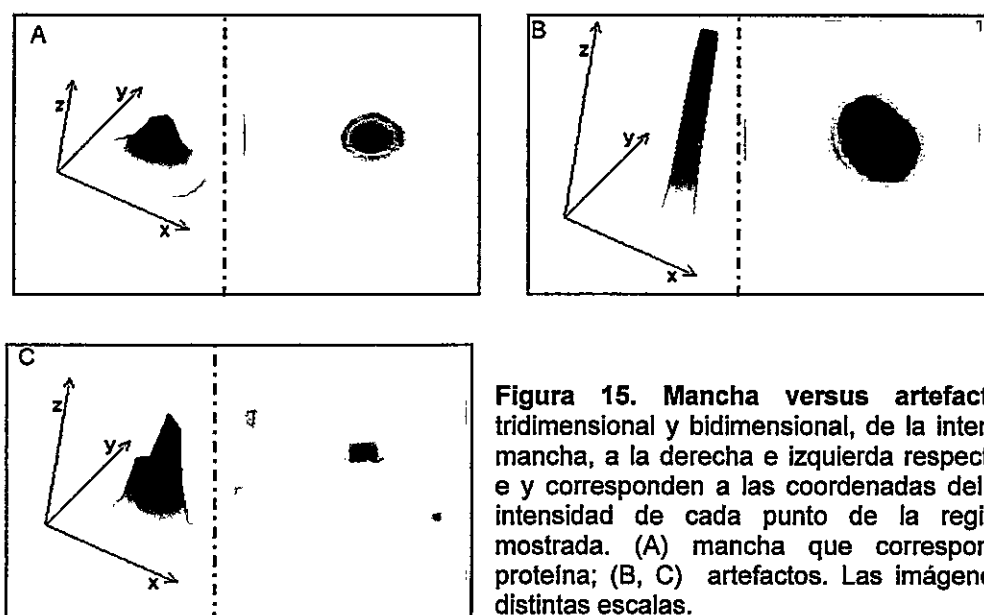 A
z
y
x
B
z
y
x
C
z
y
x
Figura 15. Mancha versus artefact
tridimensional y bidimensional, de la inter
mancha, a la derecha e izquierda respect
e y corresponden a las coordenadas del
intensidad de cada punto de la regi
mostrada. (A) mancha que correspon
proteína; (B, C) artefactos. Las imágene
distintas escalas.